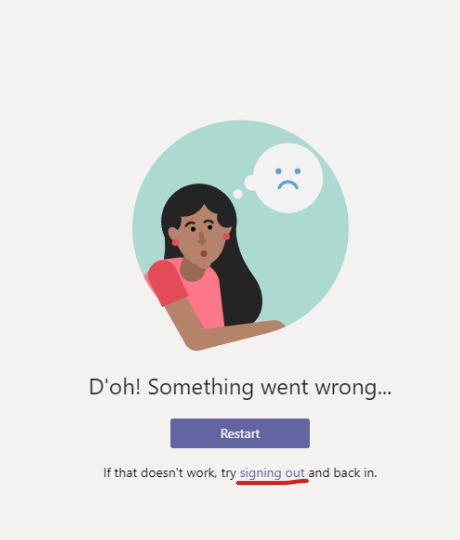 D'oh! Something went wrong...
Restart
If that doesn't work, try signing out and back in.